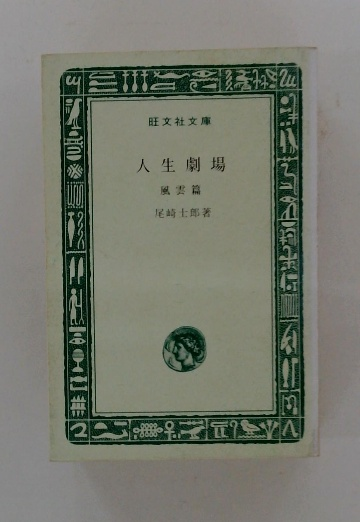 旺文社文庫
人生劇場
風雲篇
尾崎士郎著